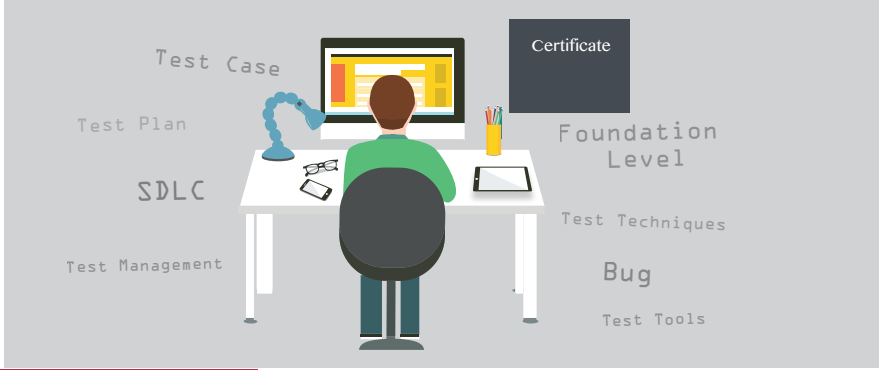 Certificate
Test Case
Test Plan
Foundation
Level
SDLC
Test Techniques
Test Management
Bug
Test Tools